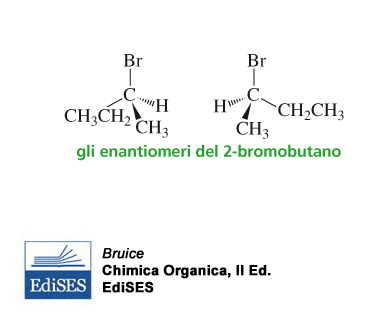 Br Br
C H H C
CH₃CH₂ CH₃ CH₃ CH₂CH₃
gli enantiomeri del 2-bromobutano
Bruice
Chimica Organica, II Ed.
EdiSES EdiSES